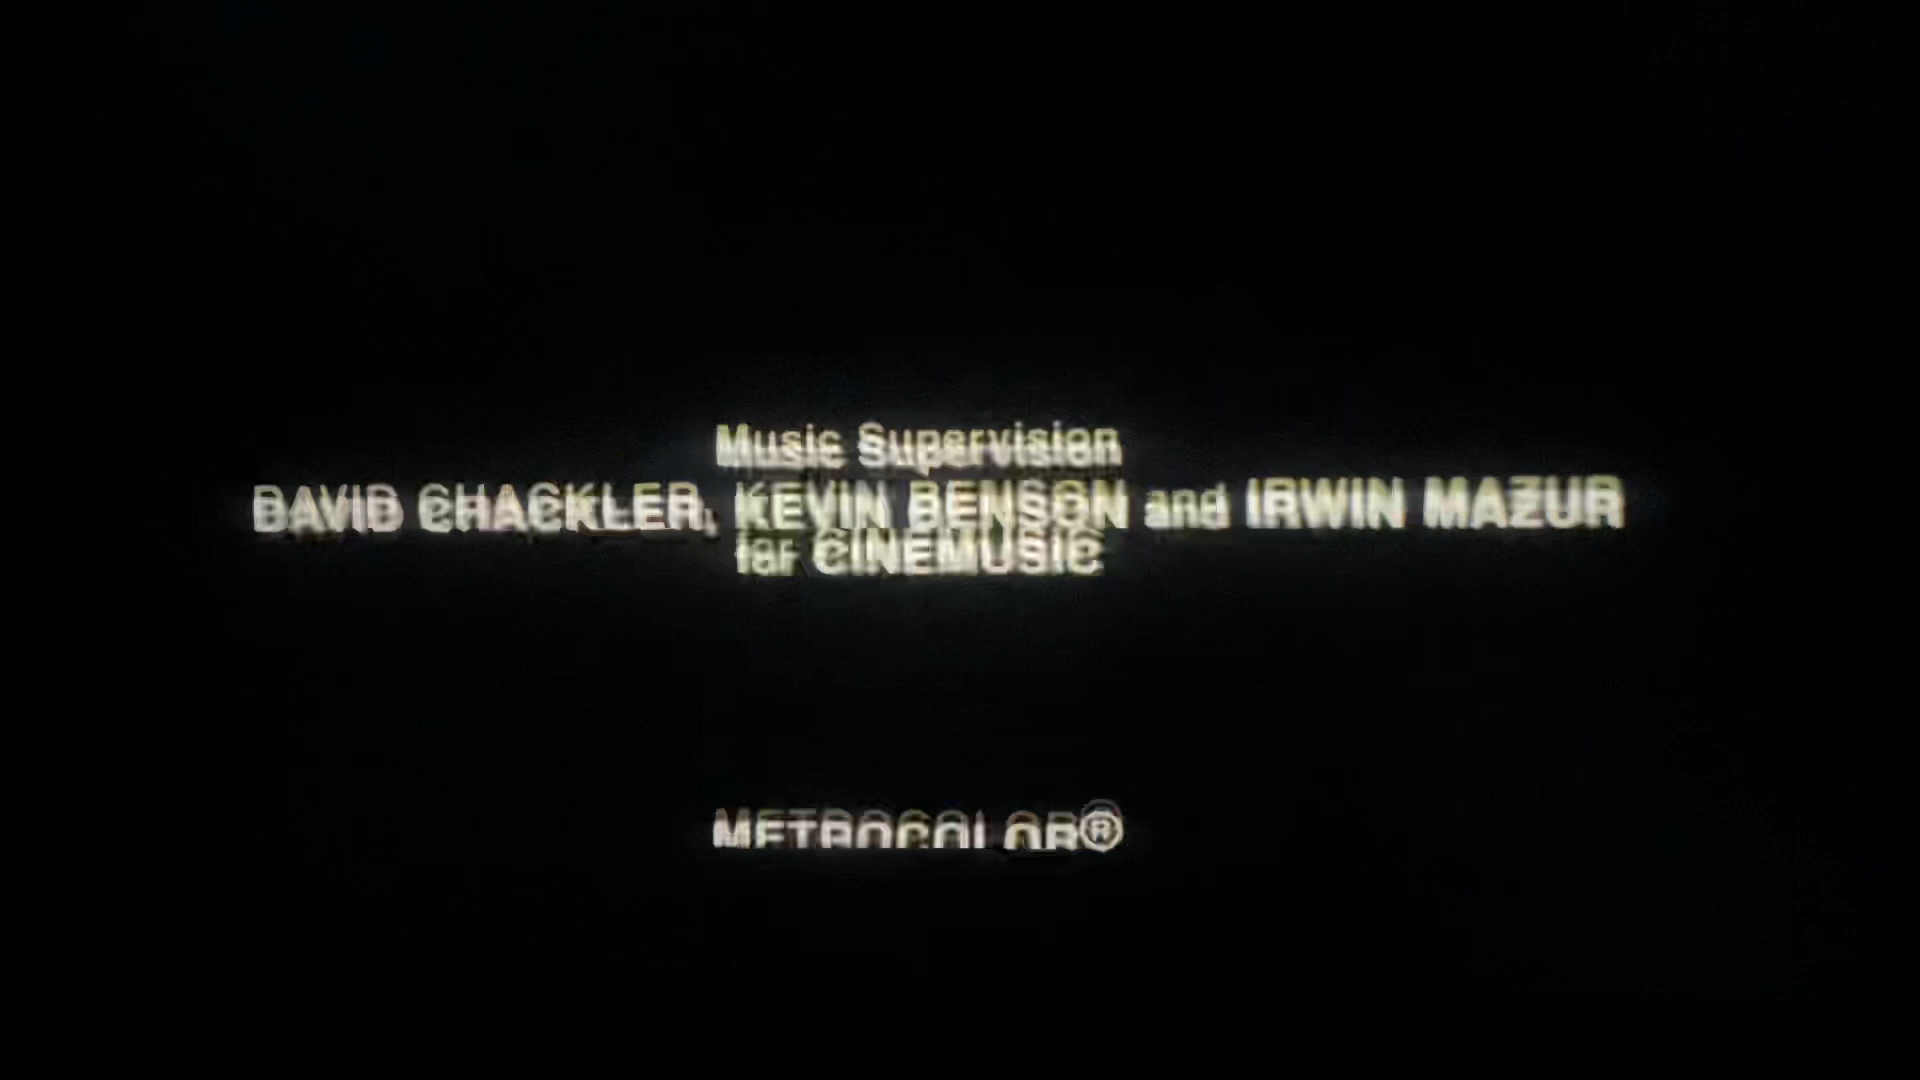 Music Supervision
DAVID CHACKLER, KEVIN BENSON and IRWIN MAZUR
for CINEMUSIC
METROCOLOR®